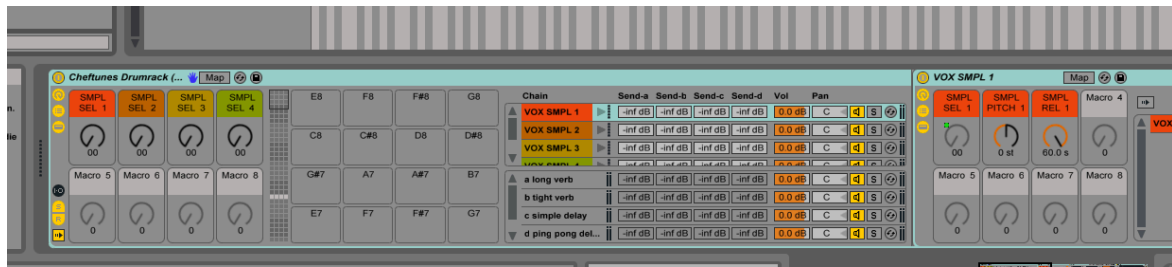 Cheftunes Drumrack (... Map
SMPL SEL 1 SMPL SEL 2 SMPL SEL 3 SMPL SEL 4
00 00 00 00
Macro 5 Macro 6 Macro 7 Macro 8
0 0 0 0
E8 F8 F#8 G8
C8 C#8 D8 D#8
G#7 A7 A#7 B7
E7 F7 F#7 G7
Chain Send-a Send-b Send-c Send-d Vol Pan
VOX SMPL 1 -inf dB -inf dB -inf dB -inf dB 0.0 dB C S
VOX SMPL 2 -inf dB -inf dB -inf dB -inf dB 0.0 dB C S
VOX SMPL 3 -inf dB -inf dB -inf dB -inf dB 0.0 dB C S
VOX SMPL 4 -inf dB -inf dB -inf dB -inf dB 0.0 dB C S
a long verb -inf dB -inf dB -inf dB -inf dB 0.0 dB C S
b tight verb -inf dB -inf dB -inf dB -inf dB 0.0 dB C S
c simple delay -inf dB -inf dB -inf dB -inf dB 0.0 dB C S
d ping pong del... -inf dB -inf dB -inf dB -inf dB 0.0 dB C S
S
R
VOX SMPL 1 Map
SMPL SEL 1 SMPL PITCH 1 SMPL REL 1 Macro 4
00 0 st 60.0 s 0
Macro 5 Macro 6 Macro 7 Macro 8
0 0 0 0
VOX